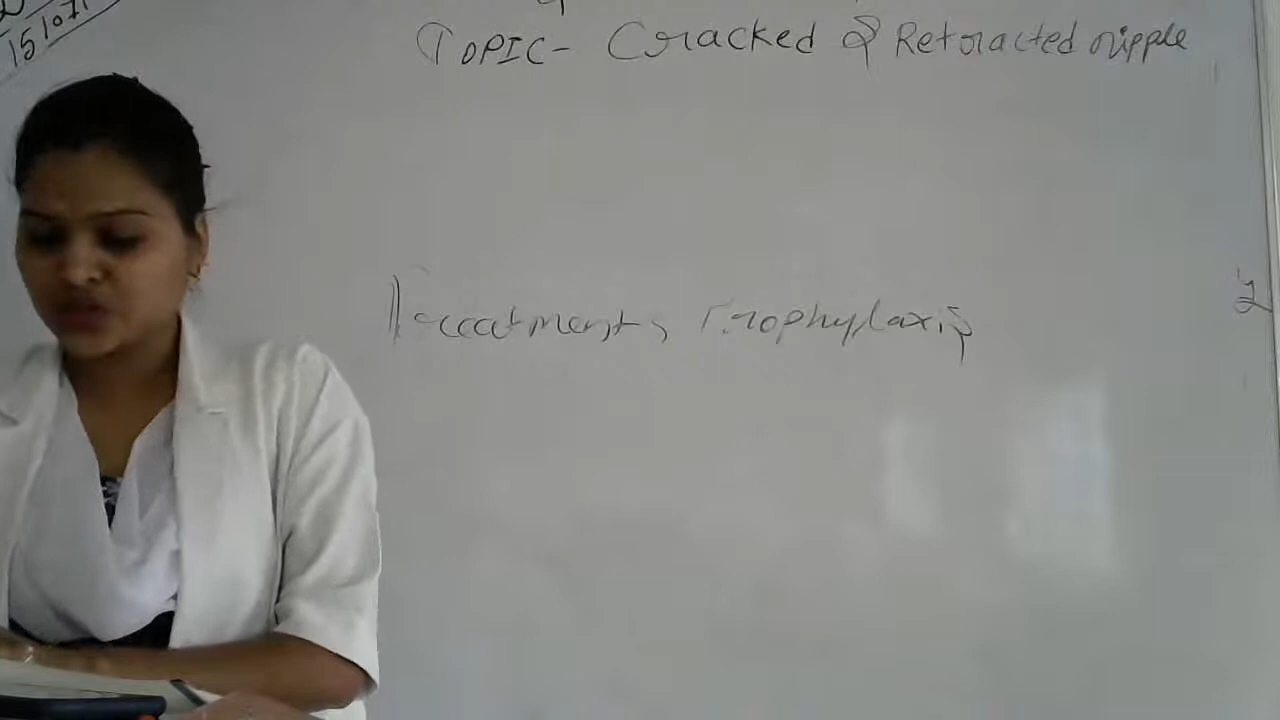 15/07/
TOPIC- Cracked & Retracted nipple
Treatment, Prophylaxis